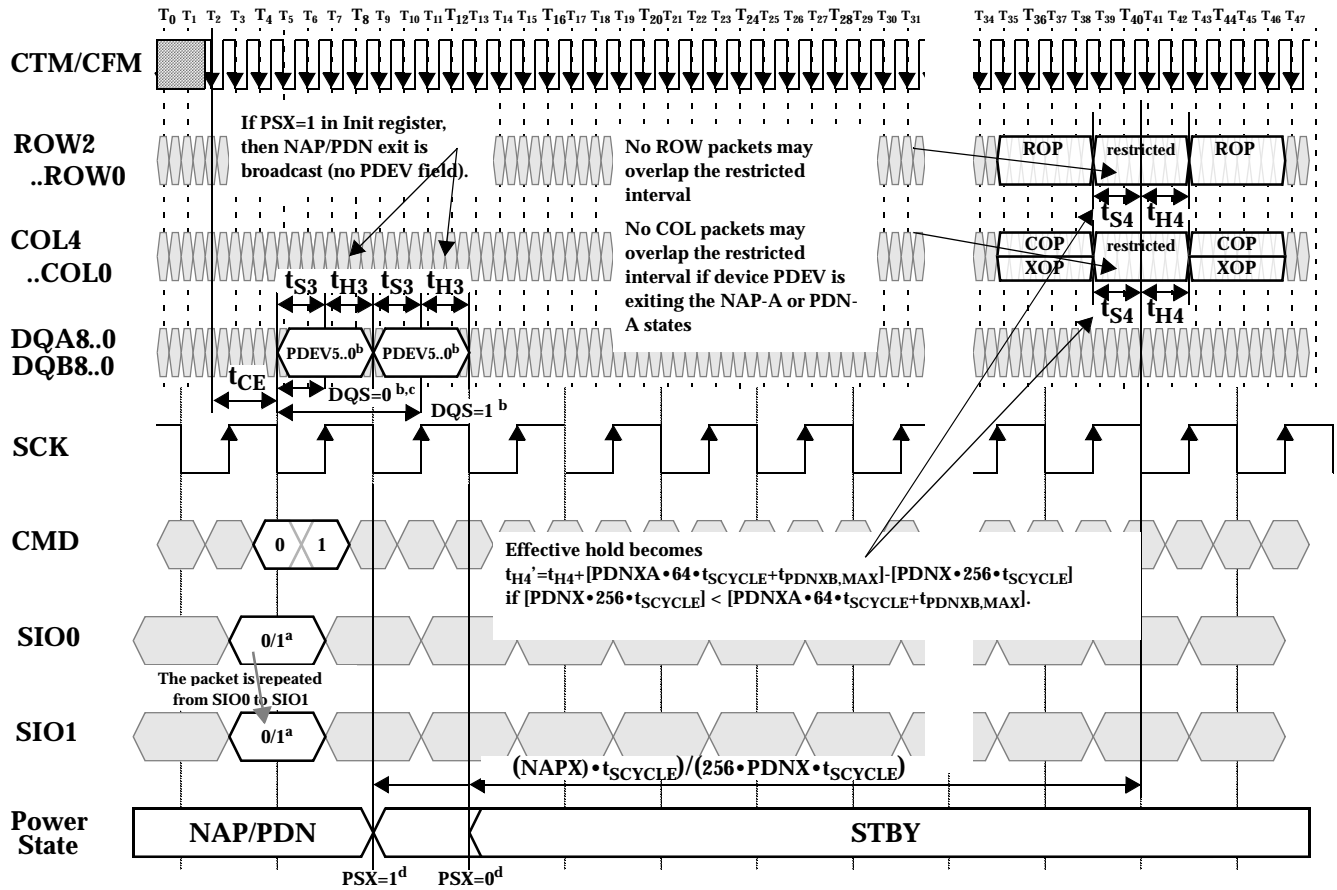 T0 T1 T2 T3 T4 T5 T6 T7 T8 T9 T10 T11 T12 T13 T14 T15 T16 T17 T18 T19 T20 T21 T22 T23 T24 T25 T26 T27 T28 T29 T30 T31 T34 T35 T36 T37 T38 T39 T40 T41 T42 T43 T44 T45 T46 T47
CTM/CFM
If PSX=1 in Init register,
then NAP/PDN exit is
broadcast (no PDEV field).
No ROW packets may
overlap the restricted
interval
ROW2
..ROW0
ROP restricted ROP
tS4 tH4
No COL packets may
overlap the restricted
interval if device PDEV is
exiting the NAP-A or PDN-
A states
COL4
..COL0
COP restricted COP
XOP XOP
tS3 tH3 tS3 tH3
tS4 tH4
DQA8..0
DQB8..0
PDEV5..0b PDEV5..0b
tCE
DQS=0 b,c
DQS=1 b
SCK
CMD
0 1
Effective hold becomes
tH4'=tH4+[PDNXA•64•tSCYCLE+tPDNXB,MAX]-[PDNX•256•tSCYCLE]
if [PDNX•256•tSCYCLE] < [PDNXA•64•tSCYCLE+tPDNXB,MAX].
SIO0
0/1a
The packet is repeated
from SIO0 to SIO1
SIO1
0/1a
(NAPX)•tSCYCLE)/(256•PDNX•tSCYCLE)
Power
State
NAP/PDN STBY
PSX=1d PSX=0d